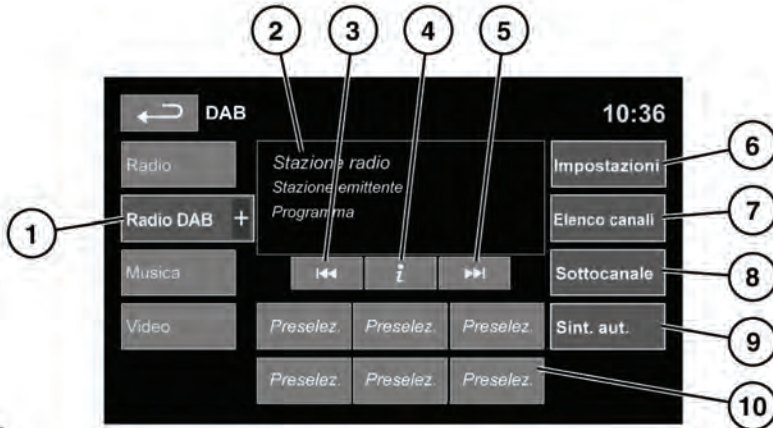 2 3 4 5
DAB 10:36
Radio
Stazione radio
Stazione emittente
Programma
Impostazioni 6
1 Radio DAB + Elenco canali 7
Musica i Sottocanale 8
Video Preselez. Preselez. Preselez. Sint. aut. 9
Preselez. Preselez. Preselez. 10